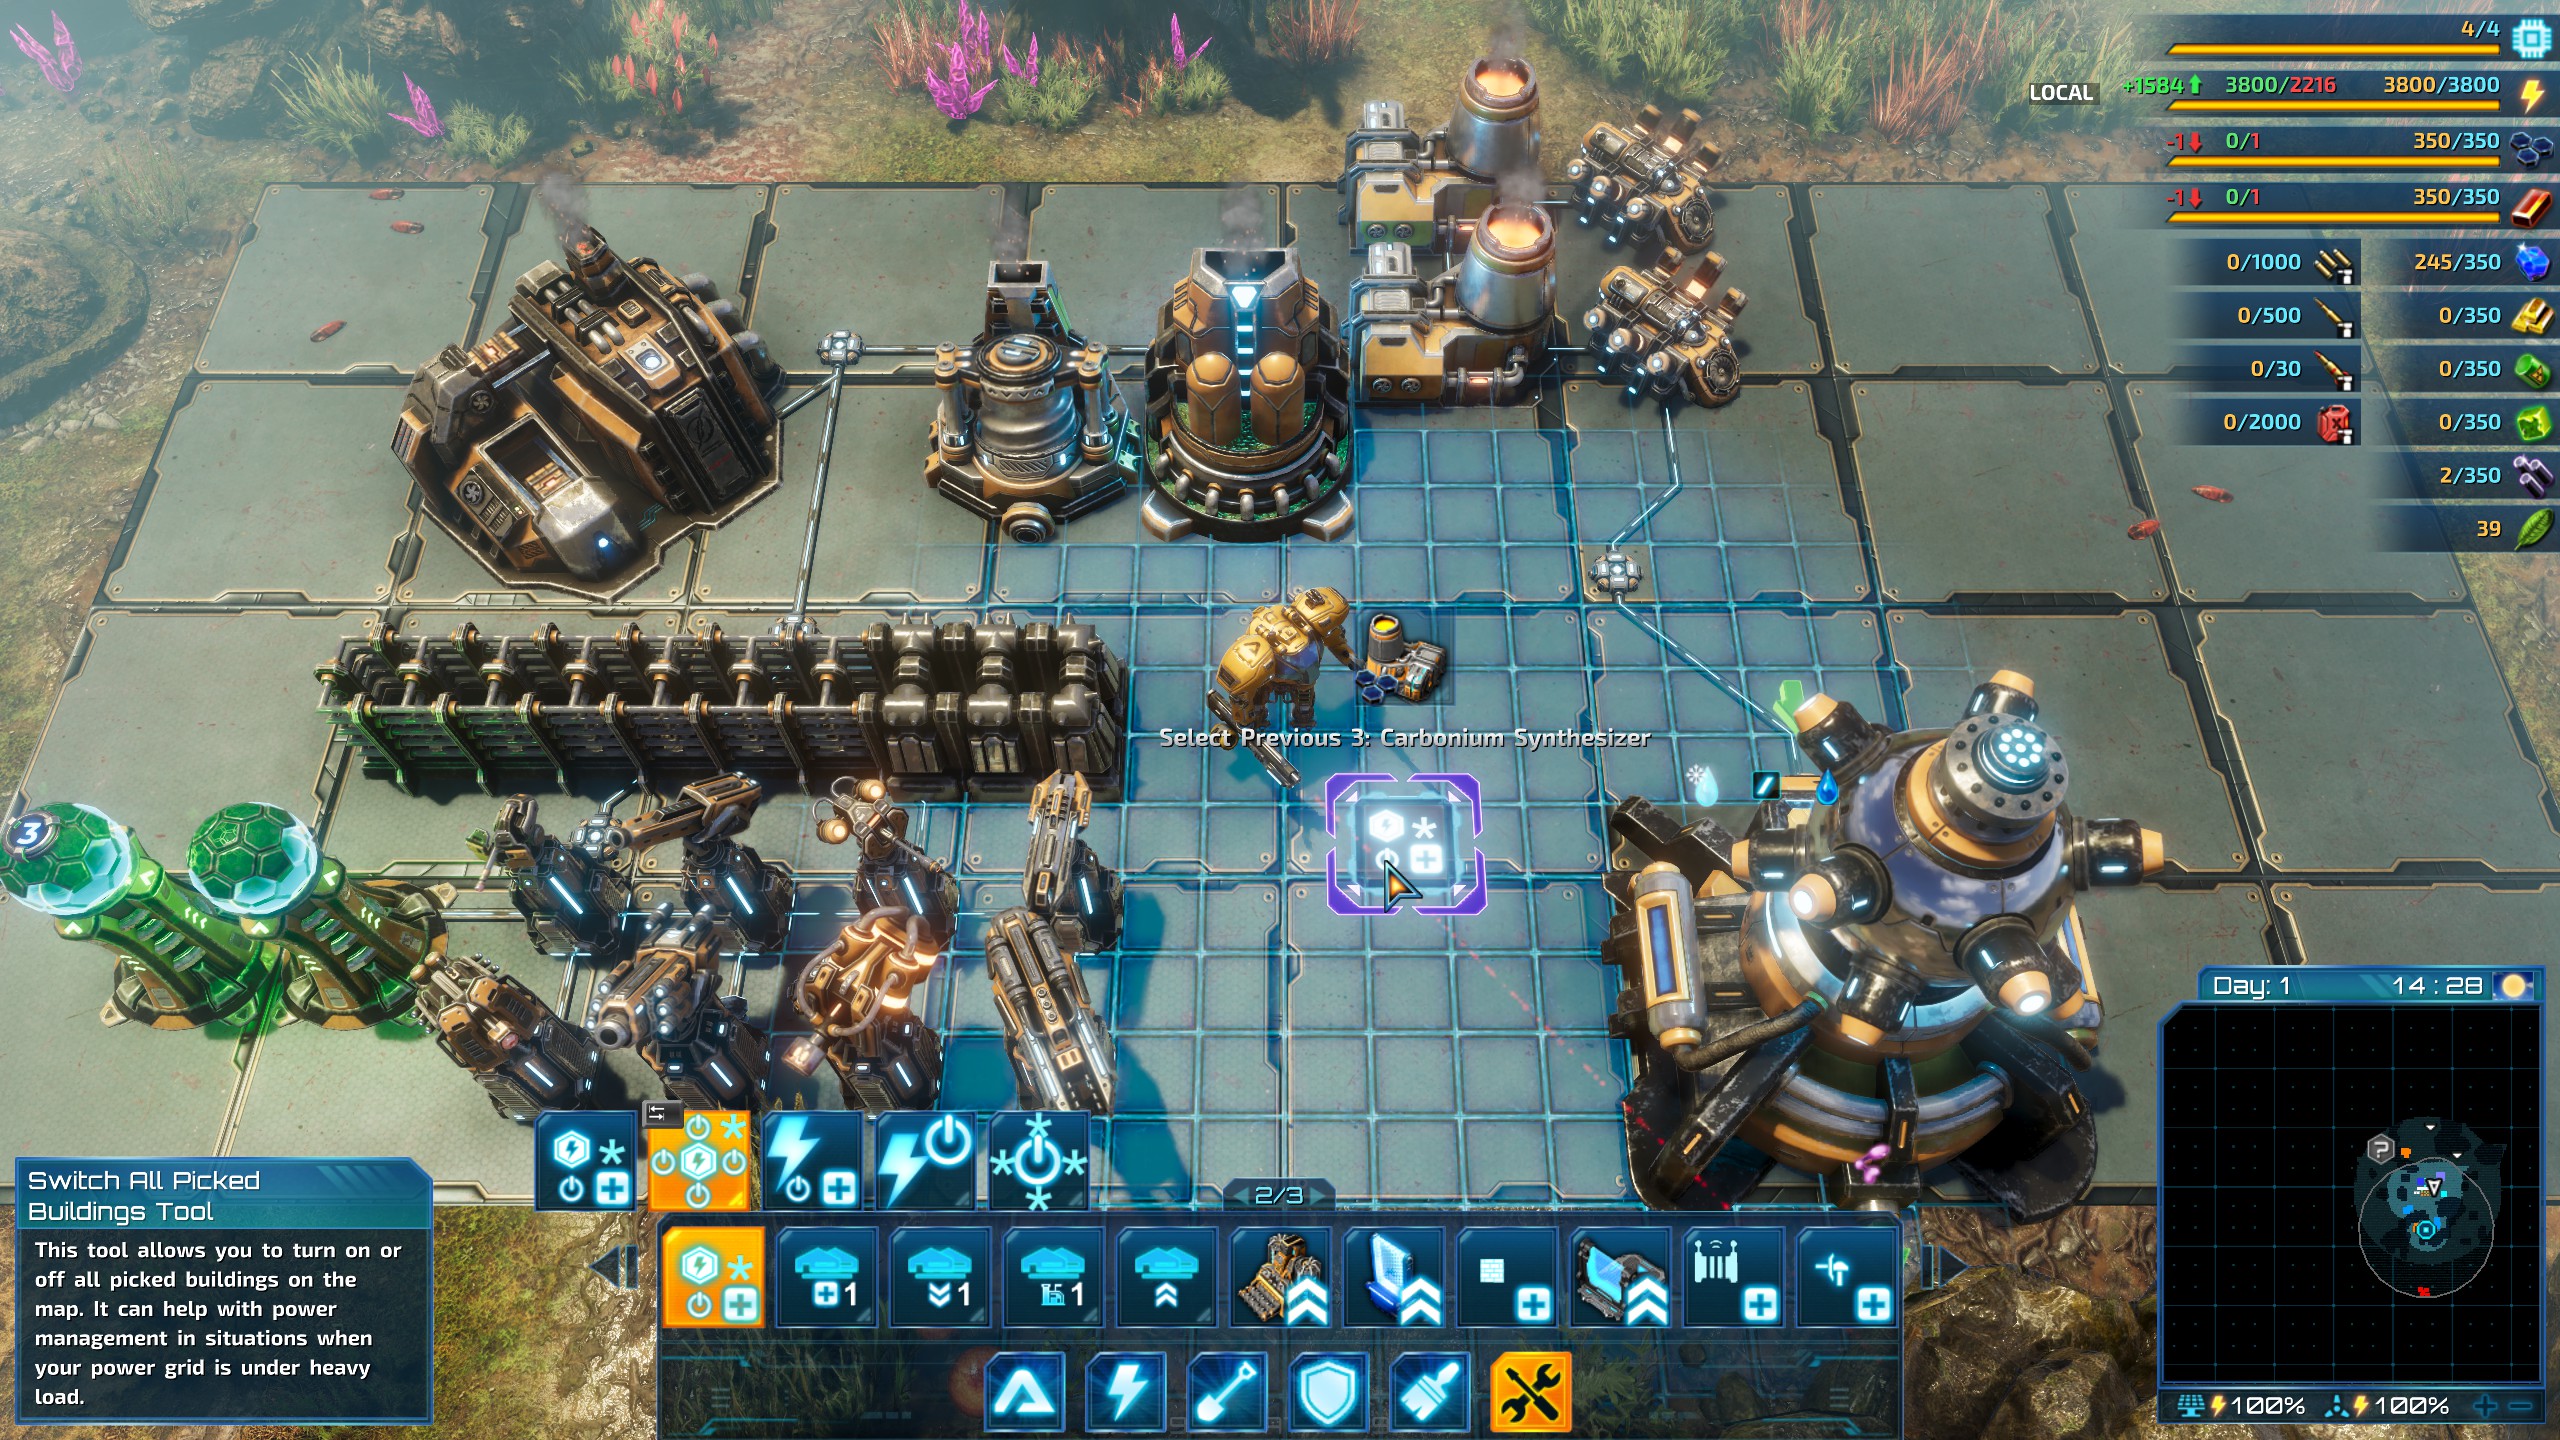 4/4
LOCAL +1584 3800/2216 3800/3800
-1 0/1 350/350
-1 0/1 350/350
0/1000 245/350
0/500 0/350
0/30 0/350
0/2000 0/350
2/350
39
Select Previous 3: Carbonium Synthesizer
3
Day: 1 14:28
?
2/3
1 1 1
Switch All Picked
Buildings Tool
This tool allows you to turn on or
off all picked buildings on the
map. It can help with power
management in situations when
your power grid is under heavy
load.
100% 100%